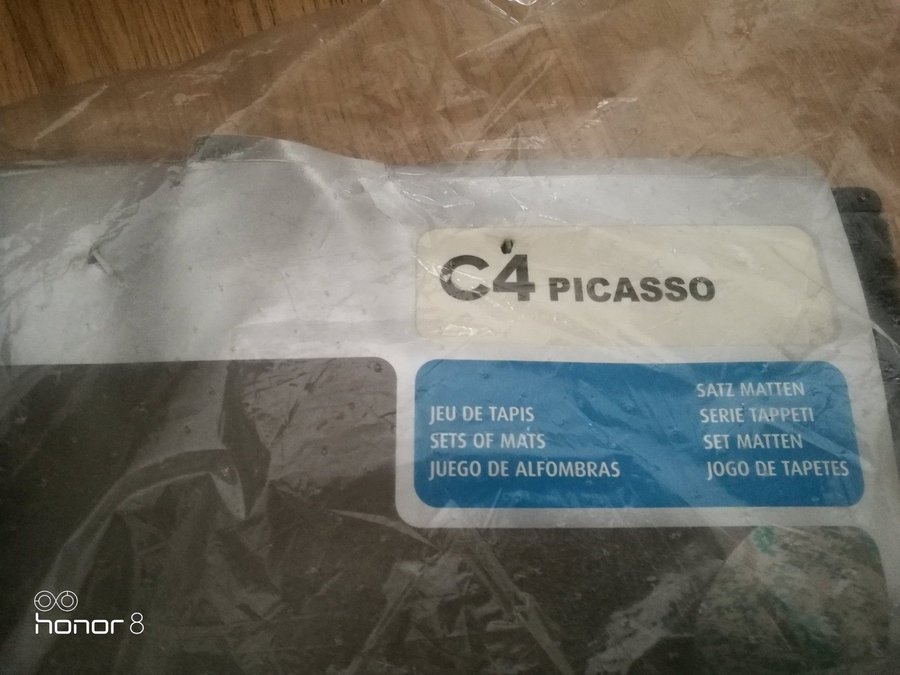 C4 PICASSO
JEU DE TAPIS
SETS OF MATS
JUEGO DE ALFOMBRAS
SATZ MATTEN
SERIE TAPPETI
SET MATTEN
JOGO DE TAPETES
honor 8